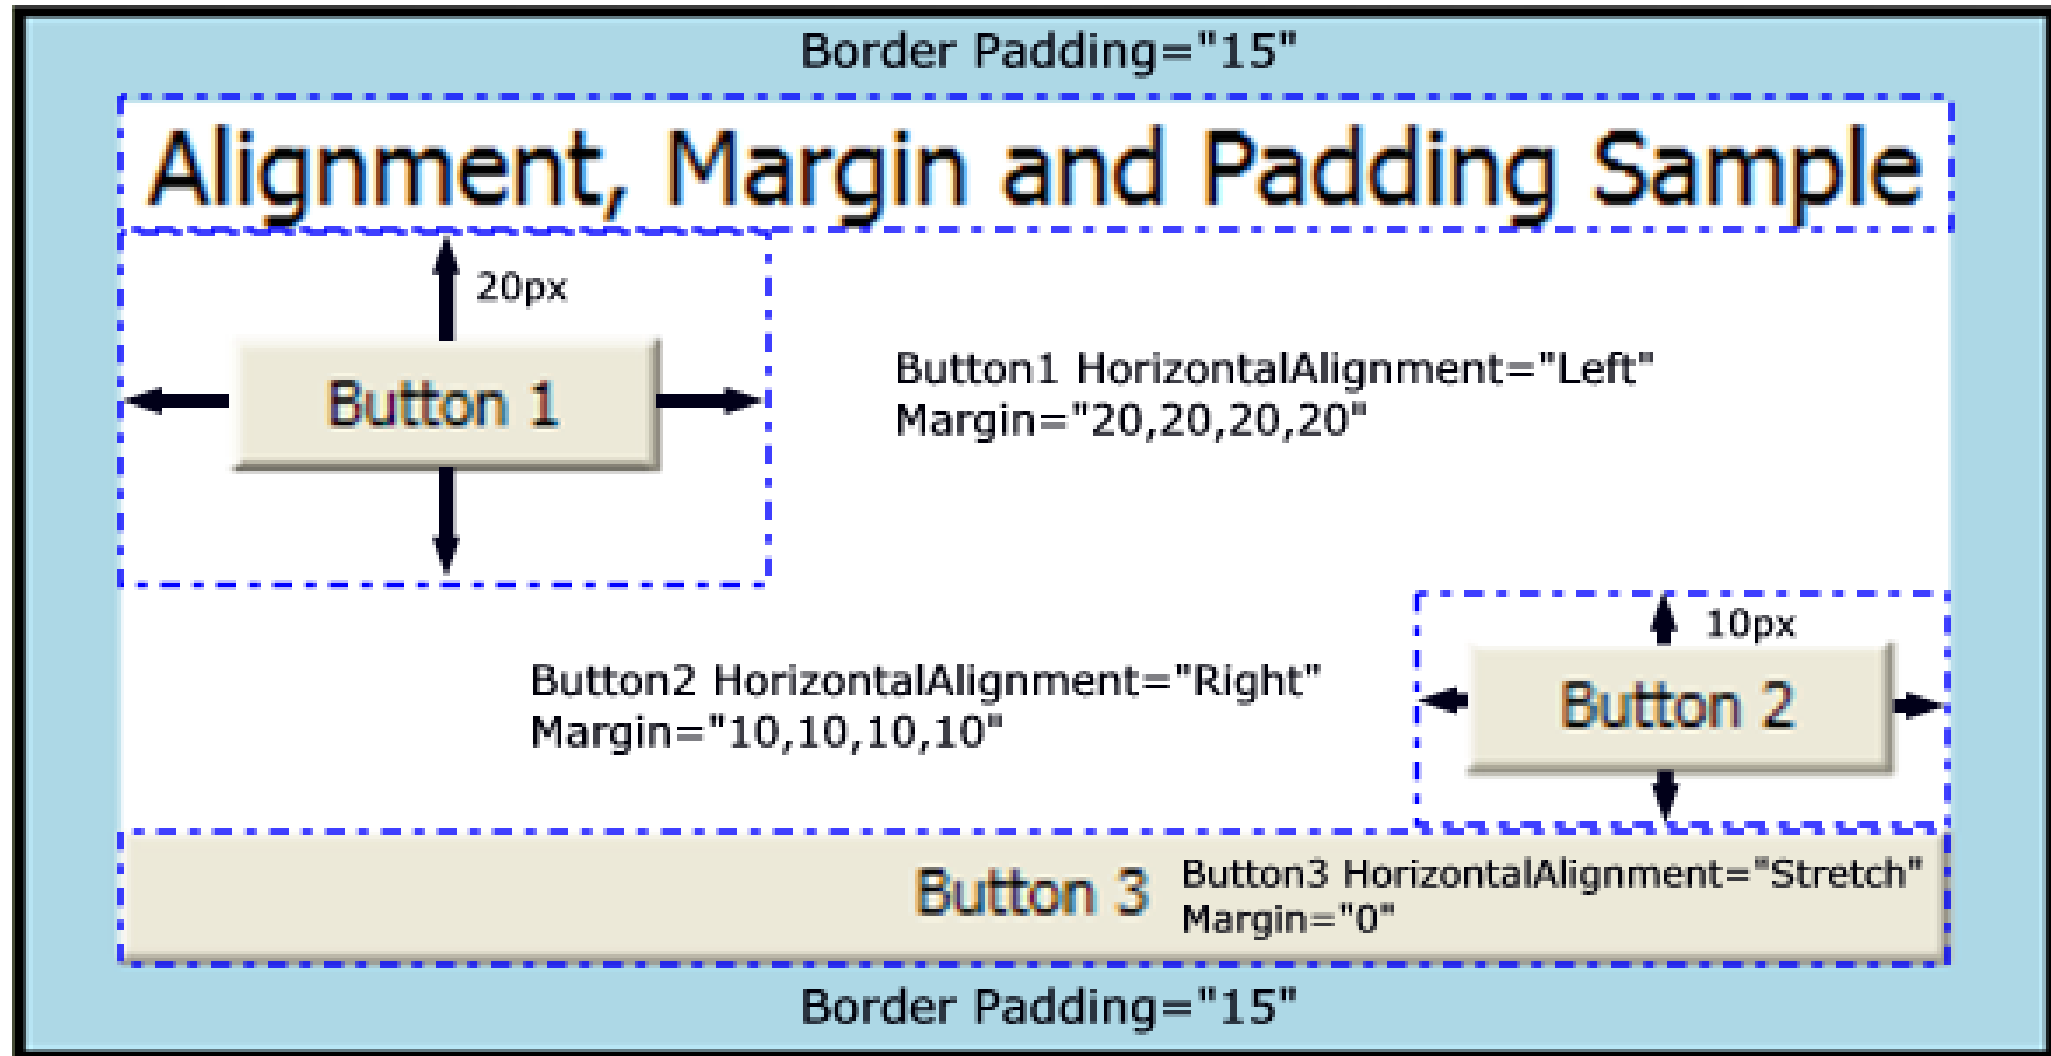 Border Padding="15"
Alignment, Margin and Padding Sample
20px
Button 1
Button1 HorizontalAlignment="Left"
Margin="20,20,20,20"
10px
Button2 HorizontalAlignment="Right"
Margin="10,10,10,10"
Button 2
Button 3
Button3 HorizontalAlignment="Stretch"
Margin="0"
Border Padding="15"